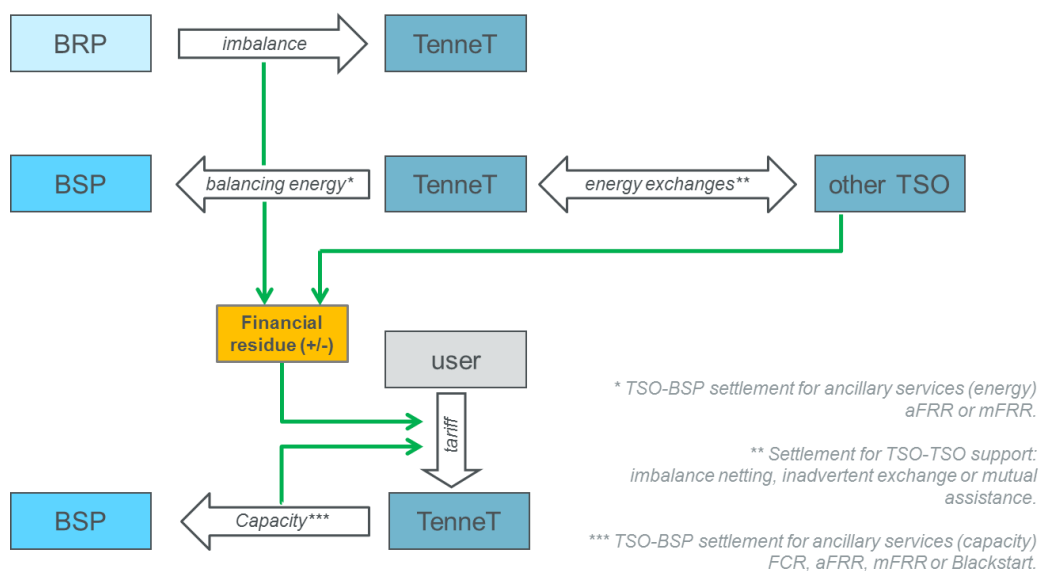 BRP
imbalance
TenneT
BSP
balancing energy*
TenneT
energy exchanges**
other TSO
Financial
residue (+/-)
user
tariff
* TSO-BSP settlement for ancillary services (energy)
aFRR or mFRR.
** Settlement for TSO-TSO support:
imbalance netting, inadvertent exchange or mutual
assistance.
BSP
Capacity***
TenneT
*** TSO-BSP settlement for ancillary services (capacity)
FCR, aFRR, mFRR or Blackstart.